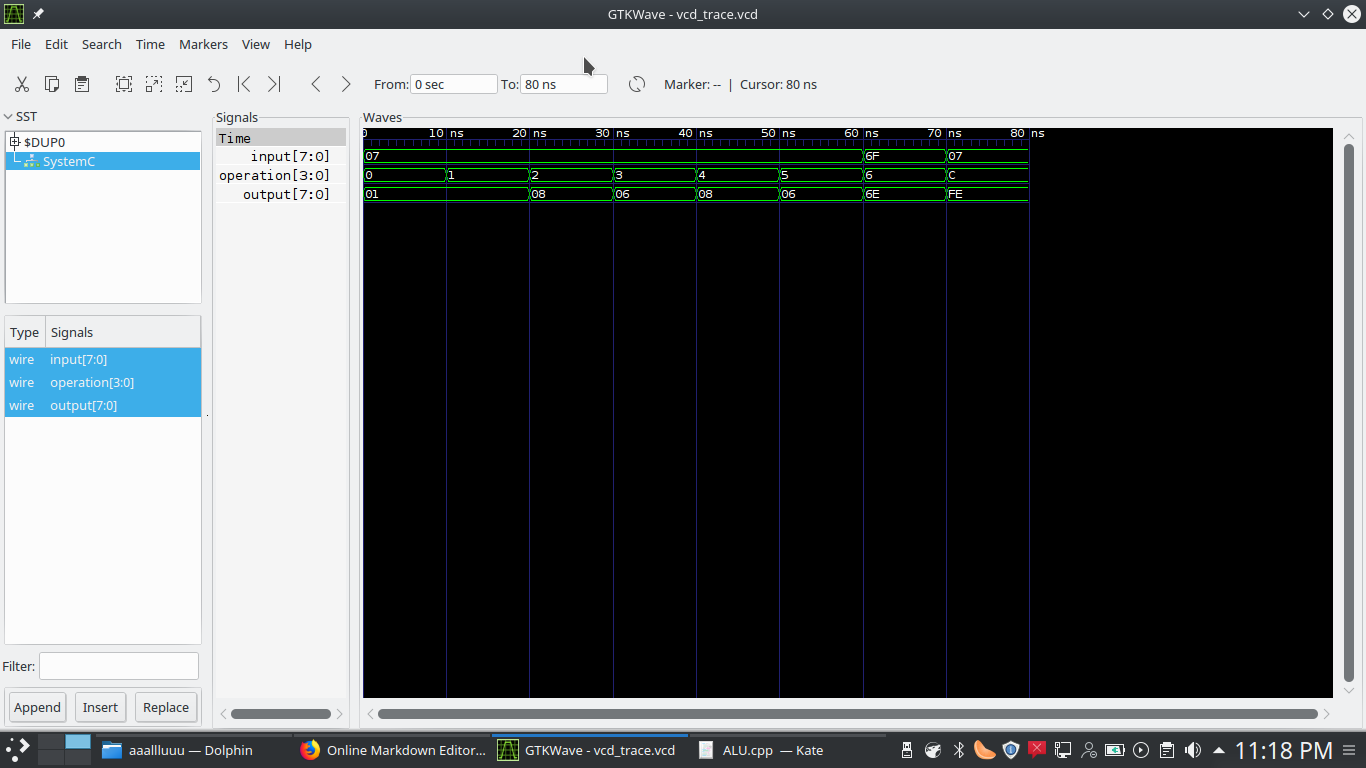 GTKWave - vcd_trace.vcd
File Edit Search Time Markers View Help
From: 0 sec To: 80 ns Marker: -- | Cursor: 80 ns
SST
$DUP0
SystemC
Type Signals
wire input[7:0]
wire operation[3:0]
wire output[7:0]
Filter:
Append Insert Replace
Signals
Time
input[7:0]
operation[3:0]
output[7:0]
Waves
0 10 ns 20 ns 30 ns 40 ns 50 ns 60 ns 70 ns 80 ns
07 6F 07
0 1 2 3 4 5 6 C
01 08 06 08 06 6E FE
aaallluuu — Dolphin Online Markdown Editor... GTKWave - vcd_trace.vcd ALU.cpp — Kate 11:18 PM